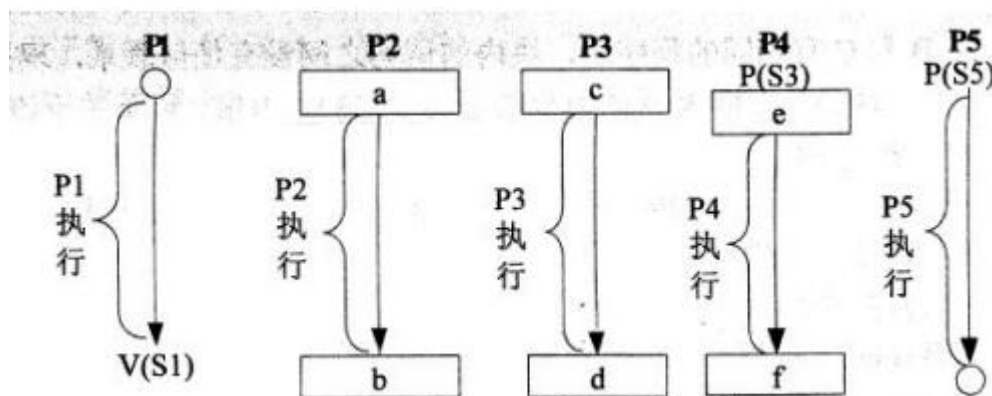 P1 P2 P3 P4 P5
P(S3) P(S5)
a c e
P1
执
行
P2
执
行
P3
执
行
P4
执
行
P5
执
行
V(S1)
b d f